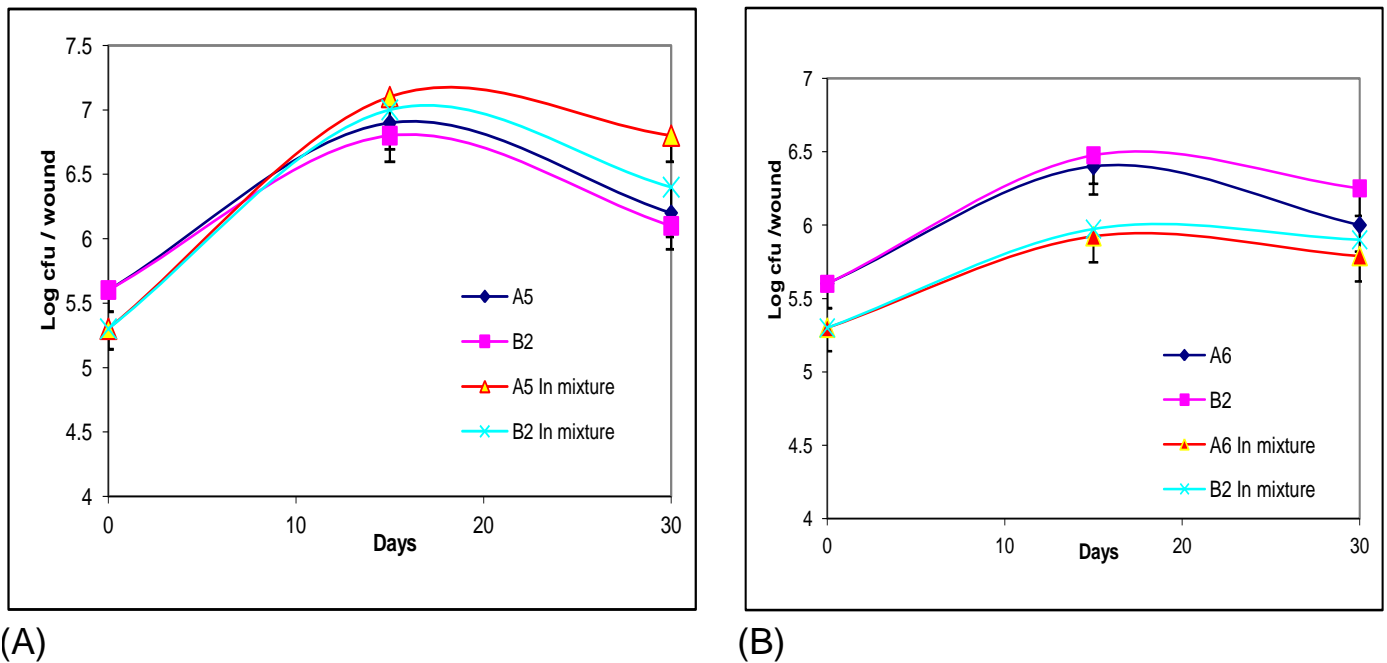 7.5
7
6.5
6
5.5
5
4.5
4
0
10
20
30
Log cfu / wound
Days
A5
B2
A5 In mixture
B2 In mixture
(A)
7
6.5
6
5.5
5
4.5
4
0
10
20
30
Log cfu /wound
Days
A6
B2
A6 In mixture
B2 In mixture
(B)